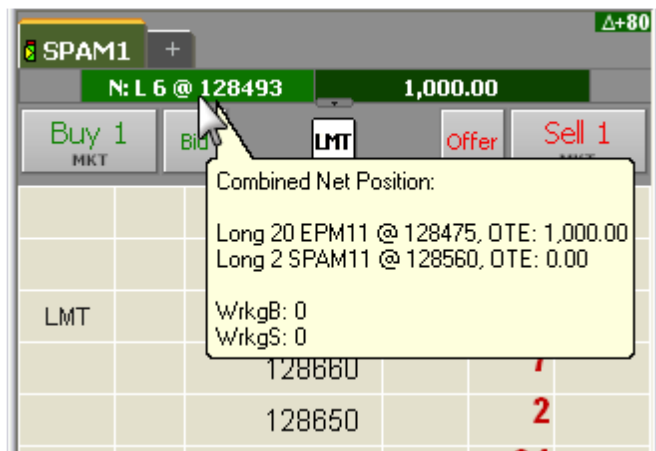 Δ+80
SPAM1 +
N: L 6 @ 128493 1,000.00
Buy 1 LMT Offer Sell 1
MKT
Combined Net Position:
Long 20 EPM11 @ 128475, OTE: 1,000.00
Long 2 SPAM11 @ 128560, OTE: 0.00
LMT
WrkgB: 0
WrkgS: 0
128660
128650 2